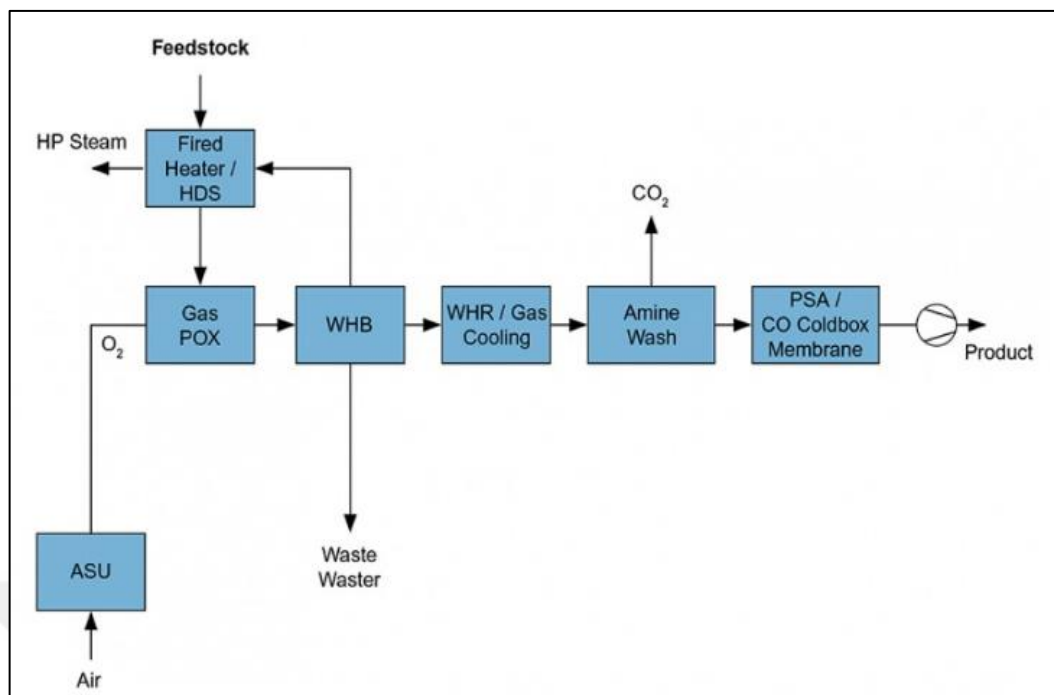 Feedstock
HP Steam
Fired
Heater /
HDS
CO₂
Gas
POX
WHB
WHR / Gas
Cooling
Amine
Wash
PSA /
CO Coldbox
Membrane
Product
O₂
ASU
Waste
Waster
Air